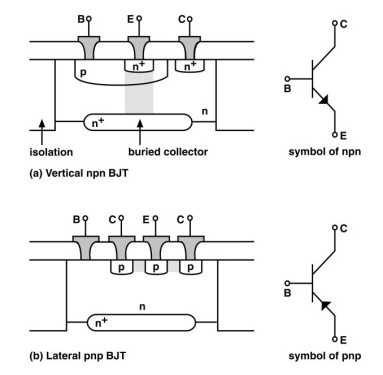 B E C C
p n+ n+
B
n
n+
E
isolation buried collector symbol of npn
(a) Vertical npn BJT
B C E C C
p p p
B
n
n+
E
(b) Lateral pnp BJT symbol of pnp